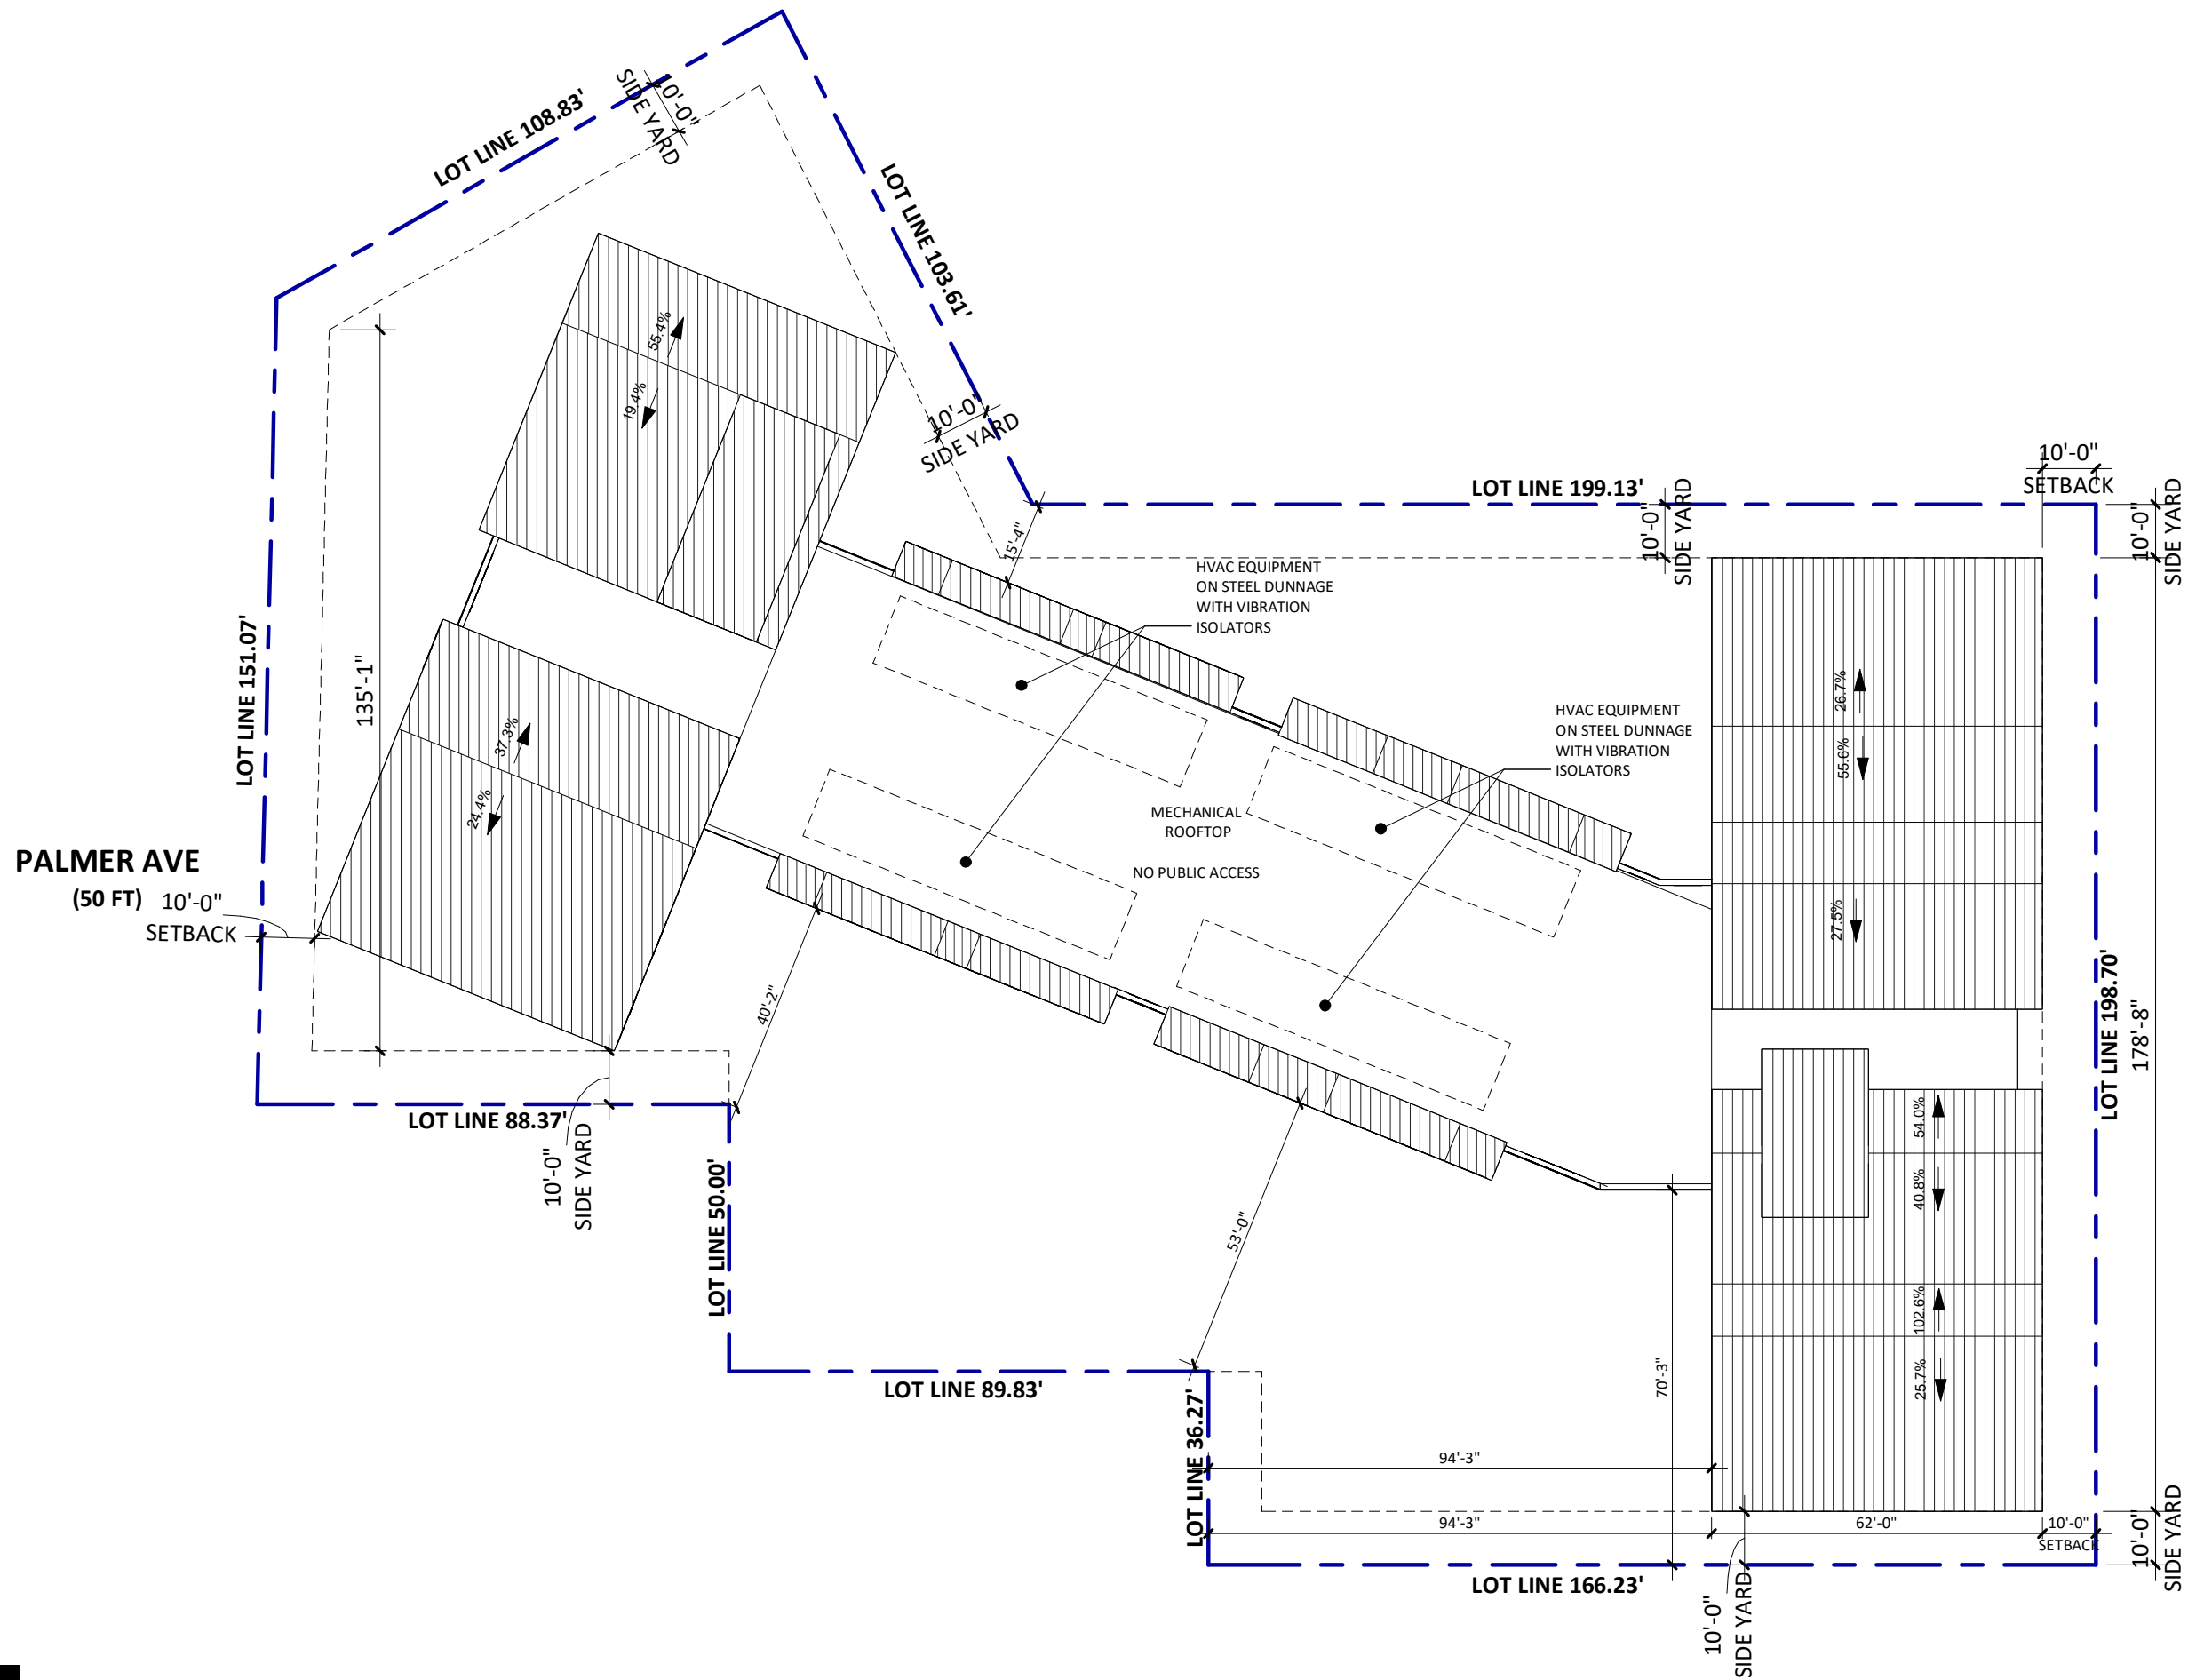 LOT LINE 108.83'
10'-0"
SIDE YARD
LOT LINE 103.61'
10'-0"
SIDE YARD
LOT LINE 199.13'
10'-0"
SIDE YARD
10'-0"
SETBACK
10'-0"
SIDE YARD
55.4%
19.4%
15'-4"
HVAC EQUIPMENT
ON STEEL DUNNAGE
WITH VIBRATION
ISOLATORS
LOT LINE 151.07'
135'-1"
37.3%
24.4%
HVAC EQUIPMENT
ON STEEL DUNNAGE
WITH VIBRATION
ISOLATORS
26.7%
55.6%
27.5%
MECHANICAL
ROOFTOP
NO PUBLIC ACCESS
PALMER AVE
(50 FT)
10'-0"
SETBACK
40'-2"
LOT LINE 198.70'
178'-8"
LOT LINE 88.37'
10'-0"
SIDE YARD
LOT LINE 50.00'
53'-0"
54.0%
40.8%
102.6%
25.7%
70'-3"
LOT LINE 89.83'
LOT LINE 36.27'
94'-3"
94'-3"
62'-0"
10'-0"
SETBACK
10'-0"
SIDE YARD
LOT LINE 166.23'
10'-0"
SIDE YARD